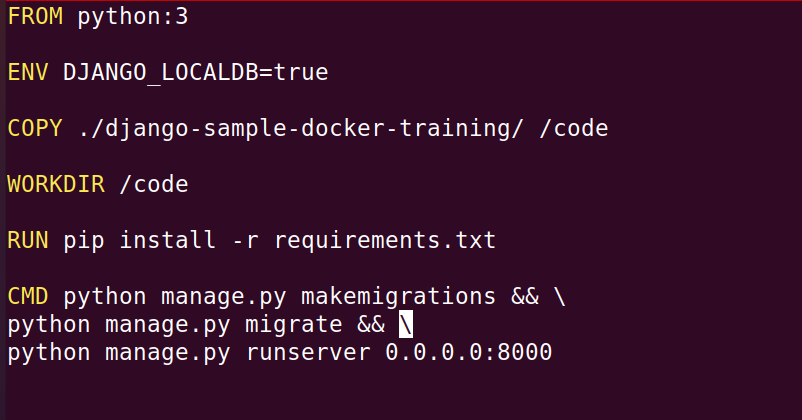 FROM python:3
ENV DJANGO_LOCALDB=true
COPY ./django-sample-docker-training/ /code
WORKDIR /code
RUN pip install -r requirements.txt
CMD python manage.py makemigrations && \
python manage.py migrate && \
python manage.py runserver 0.0.0.0:8000